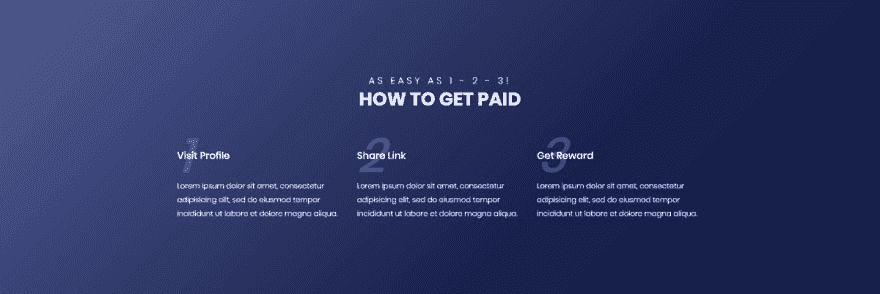 AS EASY AS 1 - 2 - 3!
HOW TO GET PAID
1
Visit Profile
Lorem ipsum dolor sit amet, consectetur
adipisicing elit, sed do eiusmod tempor
incididunt ut labore et dolore magna aliqua.
2
Share Link
Lorem ipsum dolor sit amet, consectetur
adipisicing elit, sed do eiusmod tempor
incididunt ut labore et dolore magna aliqua.
3
Get Reward
Lorem ipsum dolor sit amet, consectetur
adipisicing elit, sed do eiusmod tempor
incididunt ut labore et dolore magna aliqua.